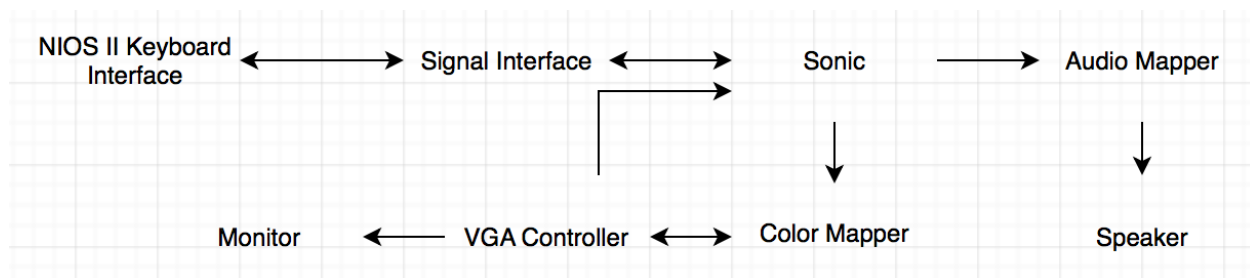 NIOS II Keyboard
Interface
Signal Interface
Sonic
Audio Mapper
Monitor
VGA Controller
Color Mapper
Speaker